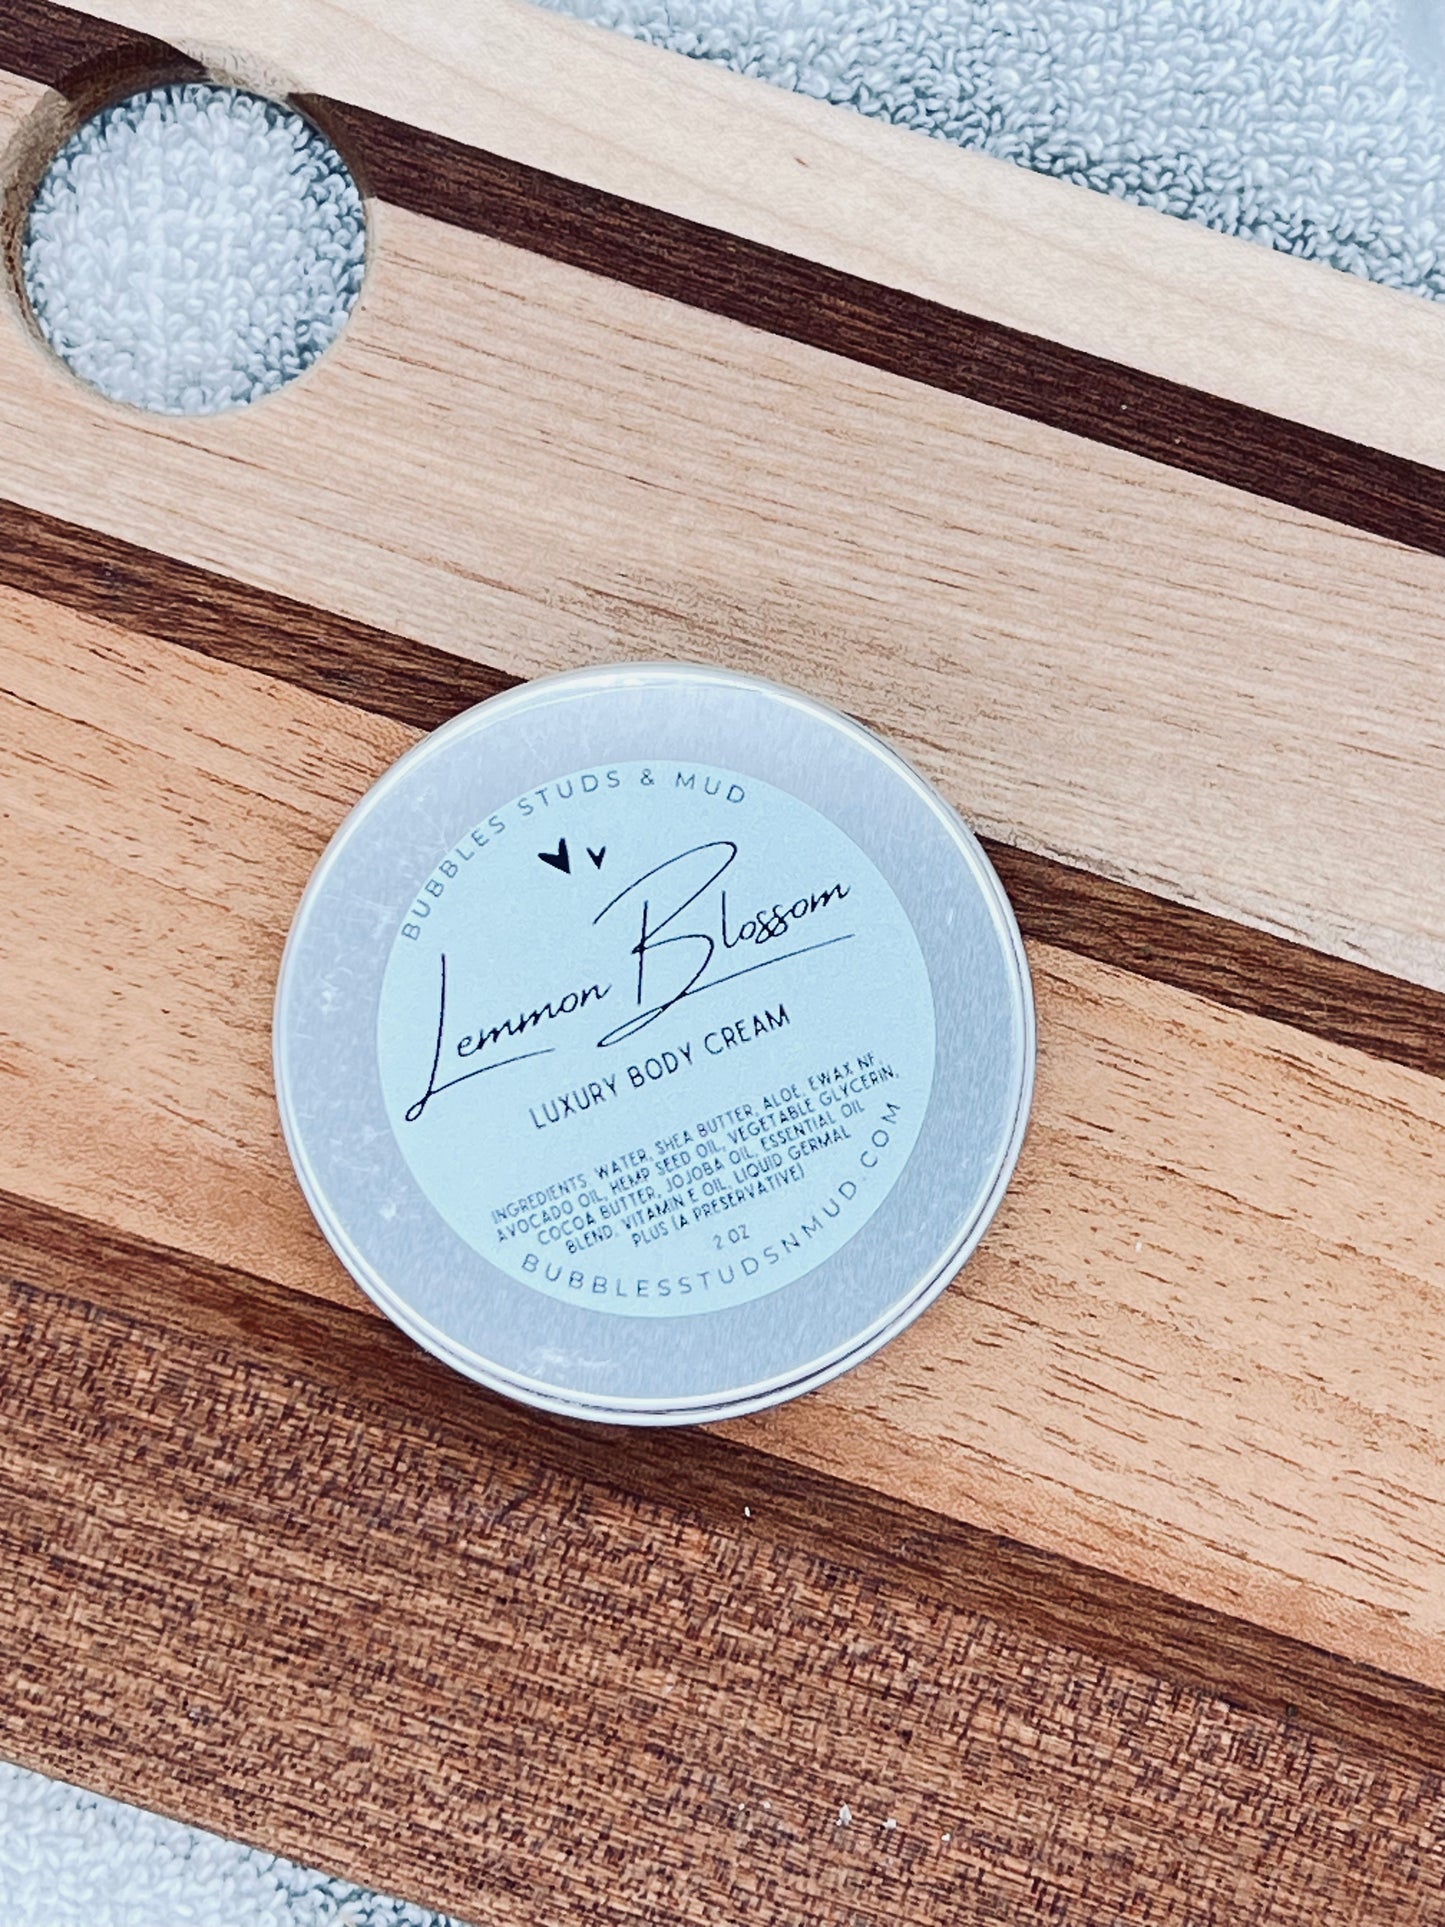 BUBBLES STUDS & MUD
Lemmon Blossom
LUXURY BODY CREAM
INGREDIENTS: WATER, SHEA BUTTER, ALOE, EWAX NF,
AVOCADO OIL, HEMP SEED OIL, VEGETABLE GLYCERIN,
COCOA BUTTER, JOJOBA OIL, ESSENTIAL OIL
BLEND, VITAMIN E OIL, LIQUID GERMAL
PLUS (A PRESERVATIVE)
2 OZ
BUBBLESSTUDSNMUD.COM